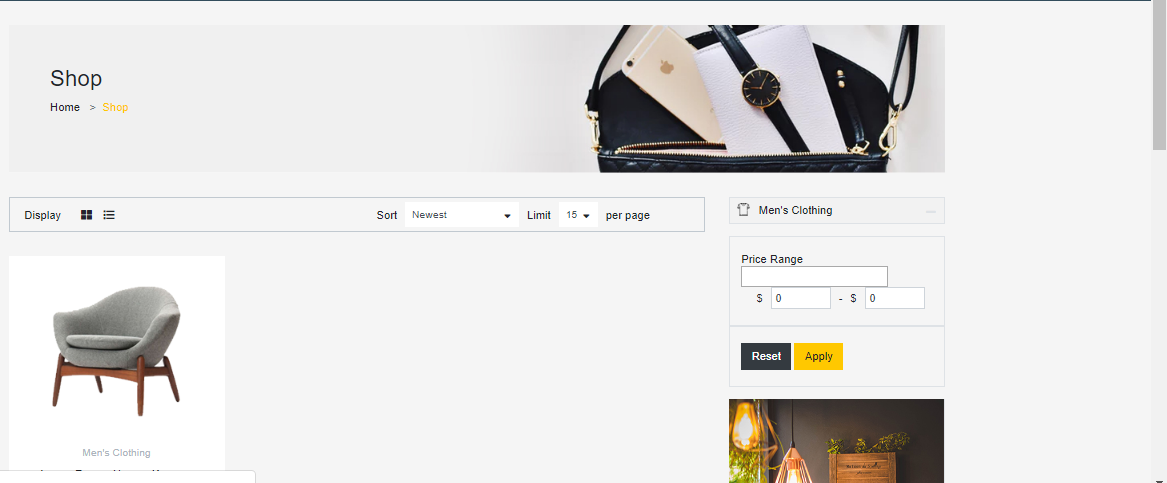 Shop
Home > Shop
Display Sort Newest Limit 15 per page
Men's Clothing
Price Range
$ 0 - $ 0
Reset Apply
Men's Clothing